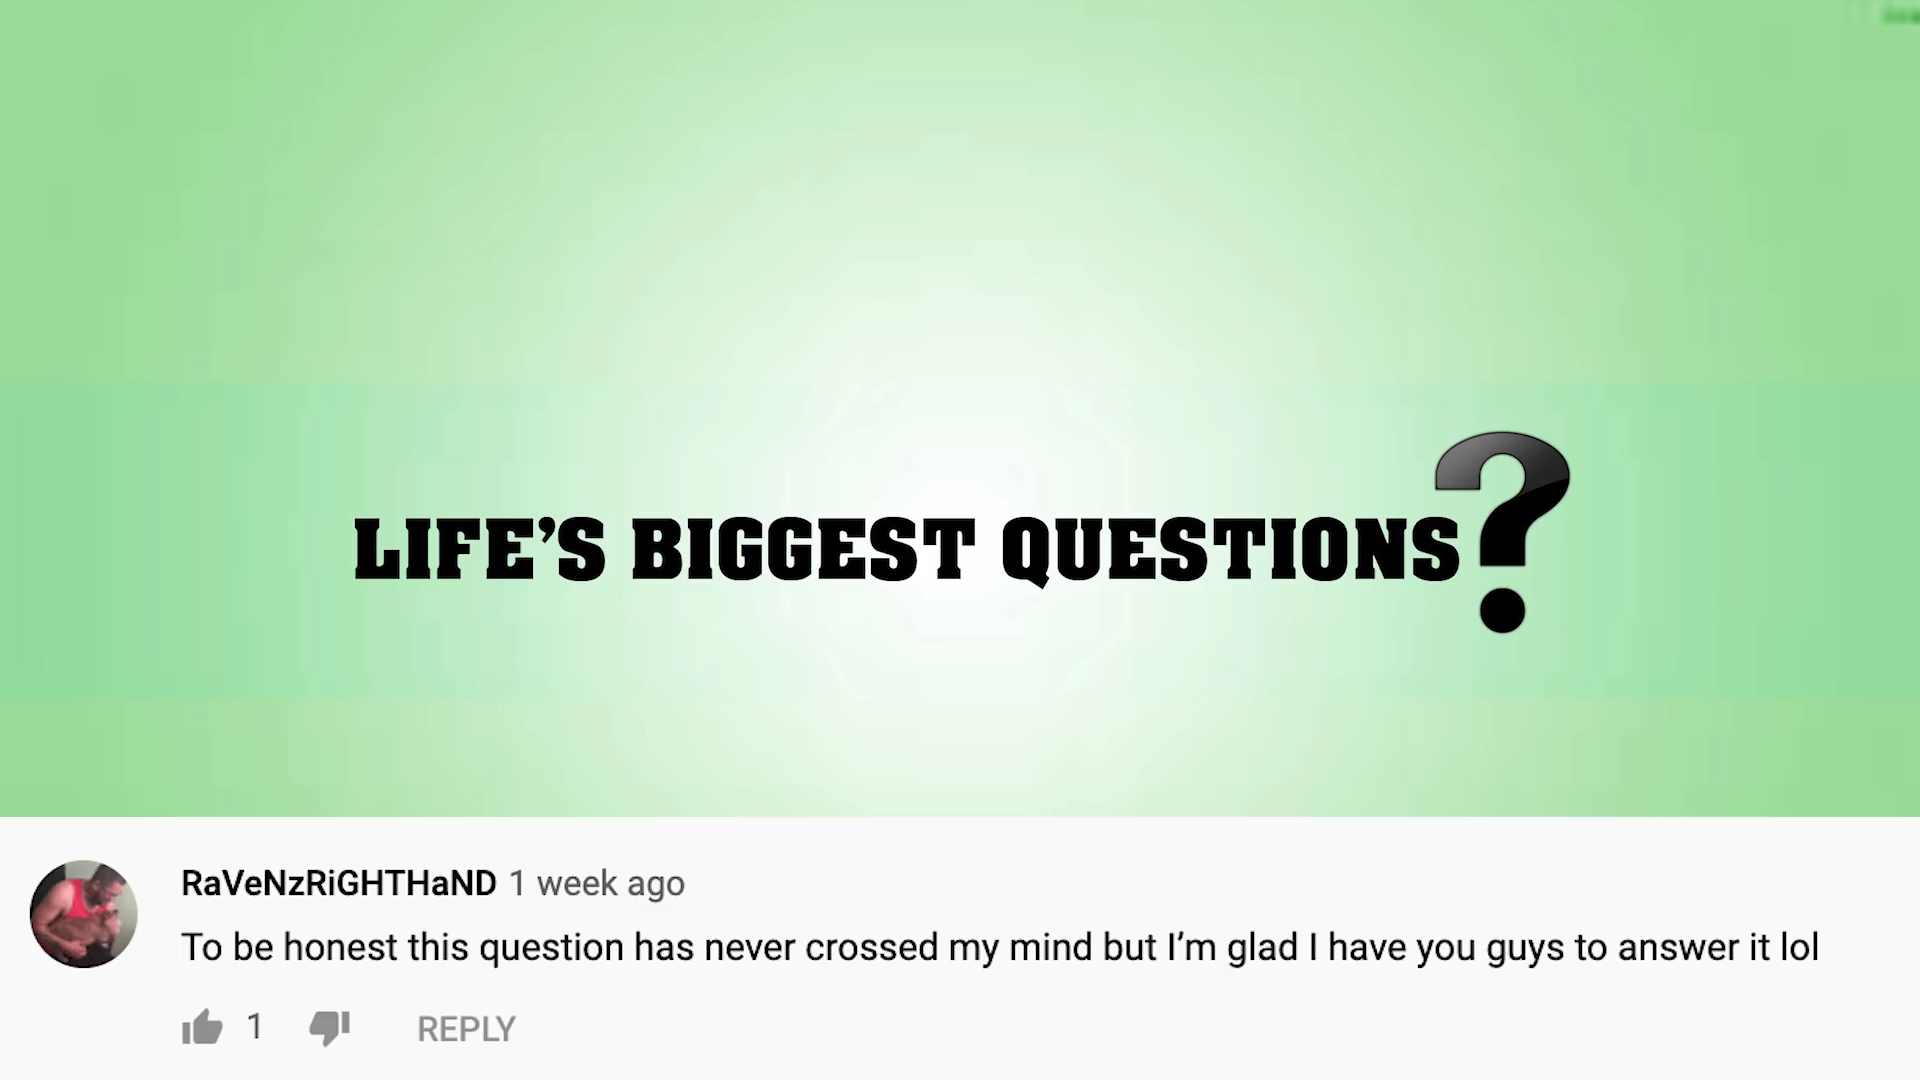 LIFE'S BIGGEST QUESTIONS?
RaVeNzRiGHTHaND 1 week ago
To be honest this question has never crossed my mind but I'm glad I have you guys to answer it lol
1 REPLY